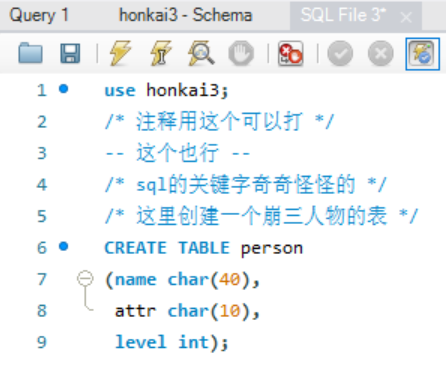 Query 1 honkai3 - Schema SQL File 3*
1 use honkai3;
2 /* 注释用这个可以打 */
3 -- 这个也行 --
4 /* sql的关键字奇奇怪怪的 */
5 /* 这里创建一个崩三人物的表 */
6 CREATE TABLE person
7 (name char(40),
8 attr char(10),
9 level int);